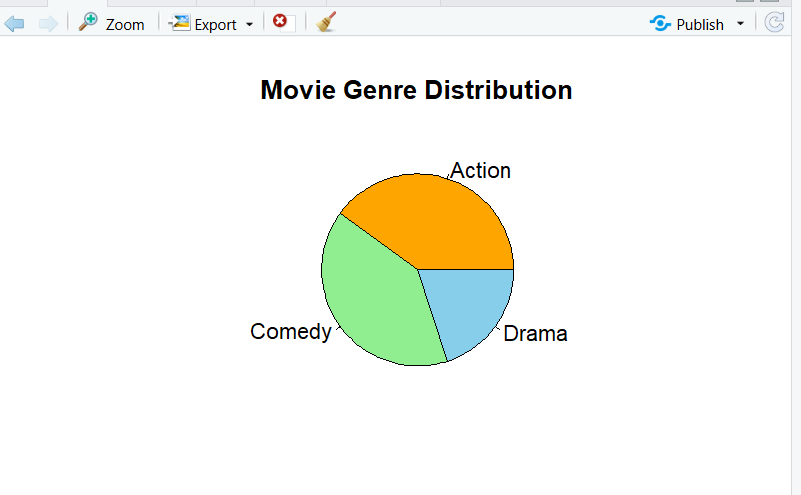 Zoom Export Publish
Movie Genre Distribution
Action
Comedy
Drama